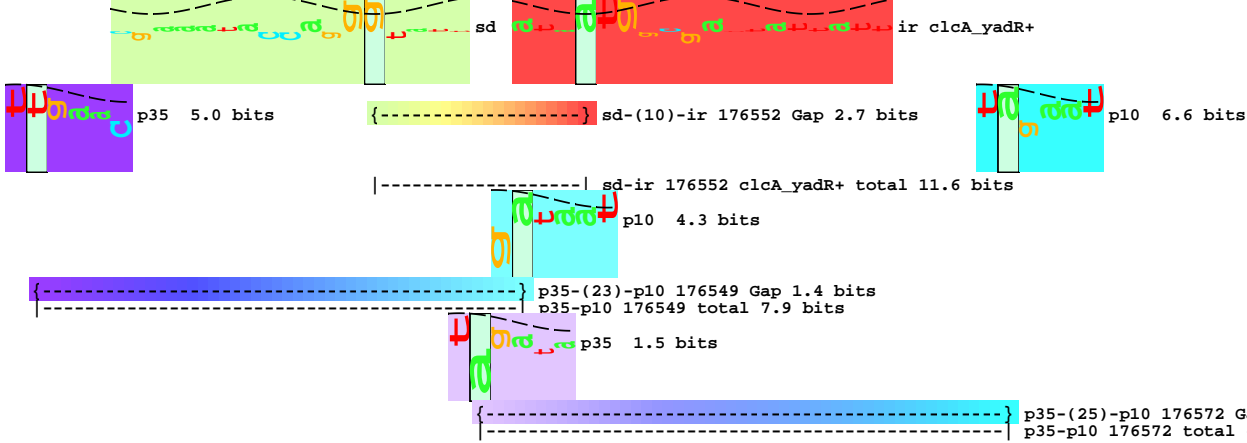 sd
ir clcA_yadR+
p35 5.0 bits
{--------------------} sd-(10)-ir 176552 Gap 2.7 bits
p10 6.6 bits
|--------------------| sd-ir 176552 clcA_yadR+ total 11.6 bits
p10 4.3 bits
{----------------------------------------------} p35-(23)-p10 176549 Gap 1.4 bits
|----------------------------------------------| p35-p10 176549 total 7.9 bits
p35 1.5 bits
{--------------------------------------------------} p35-(25)-p10 176572 G
|--------------------------------------------------| p35-p10 176572 total